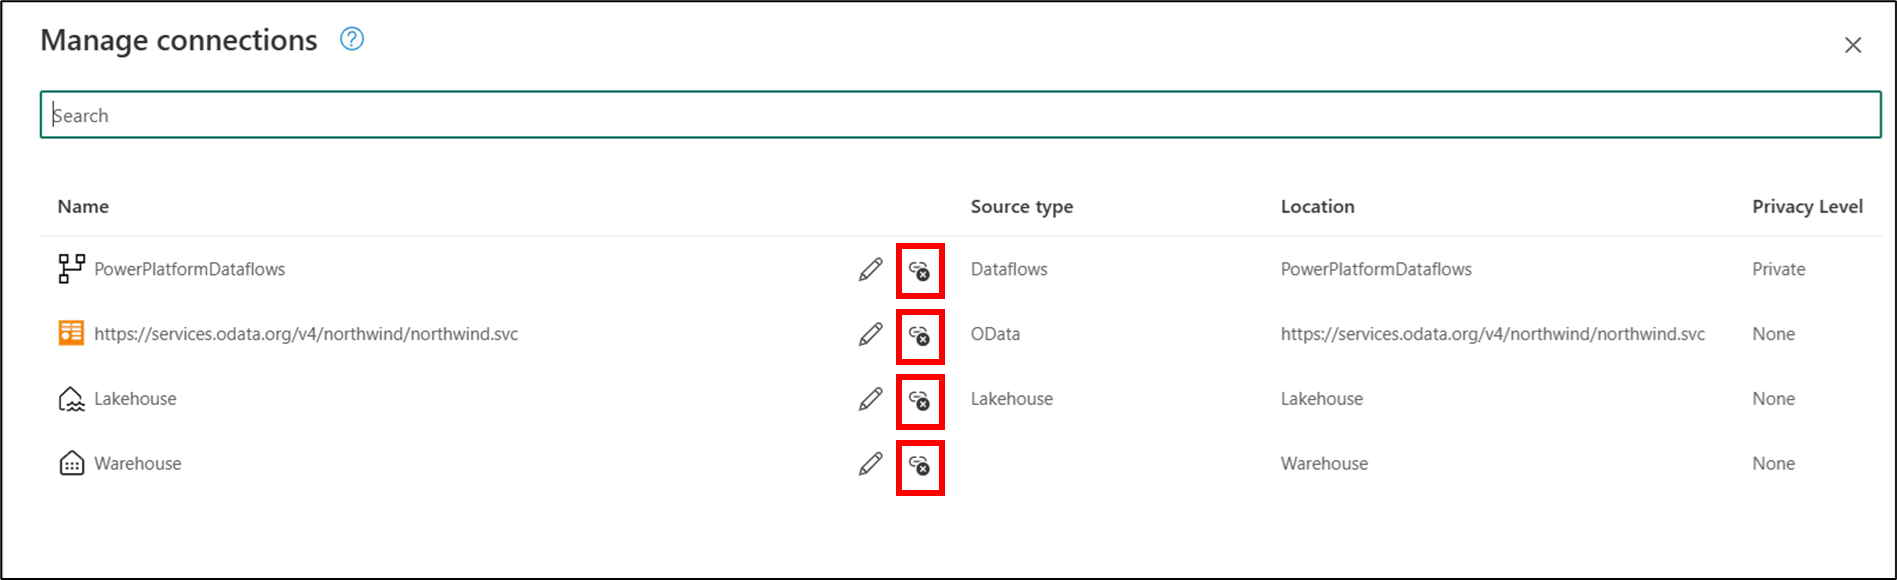 Manage connections
Search
Name Source type Location Privacy Level
PowerPlatformDataflows Dataflows PowerPlatformDataflows Private
https://services.odata.org/v4/northwind/northwind.svc OData https://services.odata.org/v4/northwind/northwind.svc None
Lakehouse Lakehouse Lakehouse None
Warehouse Warehouse None